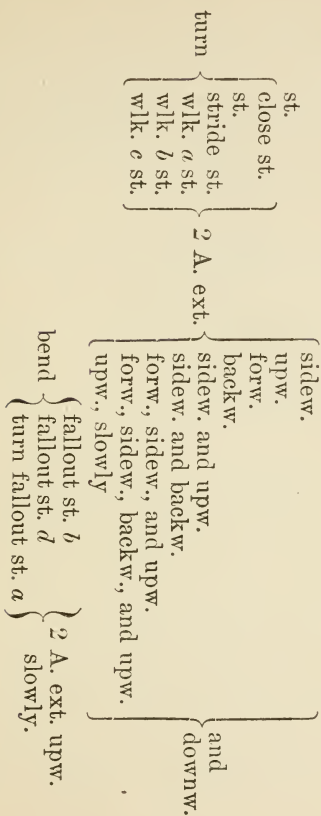 st.
close st.
st.
turn stride st.
wlk. a st.
wlk. b st.
wlk. c st.
2 A. ext.
sidew.
upw.
forw.
backw.
sidew. and upw.
sidew. and backw.
forw., sidew., and upw.
forw., sidew., backw., and upw.
upw., slowly
and
downw.
bend
fallout st. b
fallout st. d
turn fallout st. a
2 A. ext. upw.
slowly.